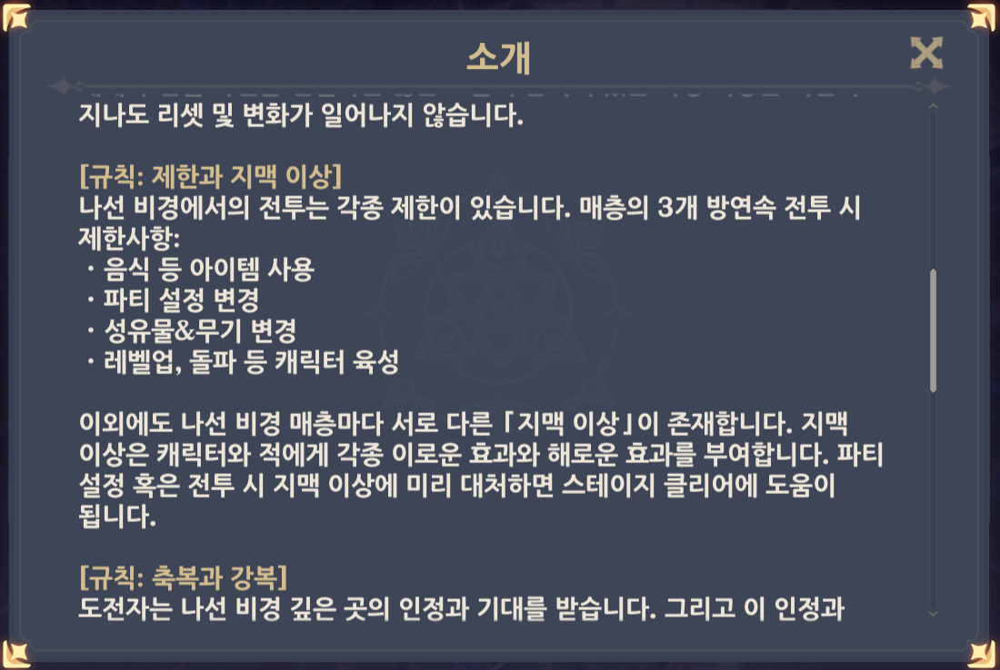 소개
지나도 리셋 및 변화가 일어나지 않습니다.
[규칙: 제한과 지맥 이상]
나선 비경에서의 전투는 각종 제한이 있습니다. 매층의 3개 방연속 전투 시
제한사항:
· 음식 등 아이템 사용
· 파티 설정 변경
· 성유물&무기 변경
· 레벨업, 돌파 등 캐릭터 육성
이외에도 나선 비경 매층마다 서로 다른 「지맥 이상」이 존재합니다. 지맥
이상은 캐릭터와 적에게 각종 이로운 효과와 해로운 효과를 부여합니다. 파티
설정 혹은 전투 시 지맥 이상에 미리 대처하면 스테이지 클리어에 도움이
됩니다.
[규칙: 축복과 강복]
도전자는 나선 비경 깊은 곳의 인정과 기대를 받습니다. 그리고 이 인정과